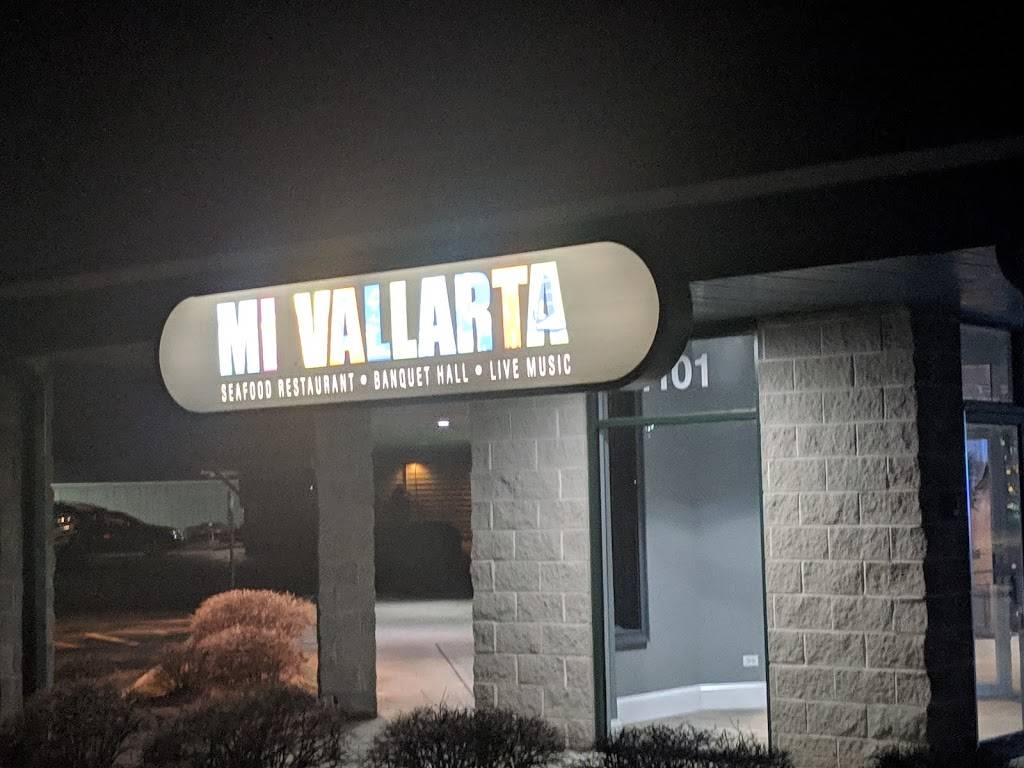 MI VALLARTA
SEAFOOD RESTAURANT • BANQUET HALL • LIVE MUSIC